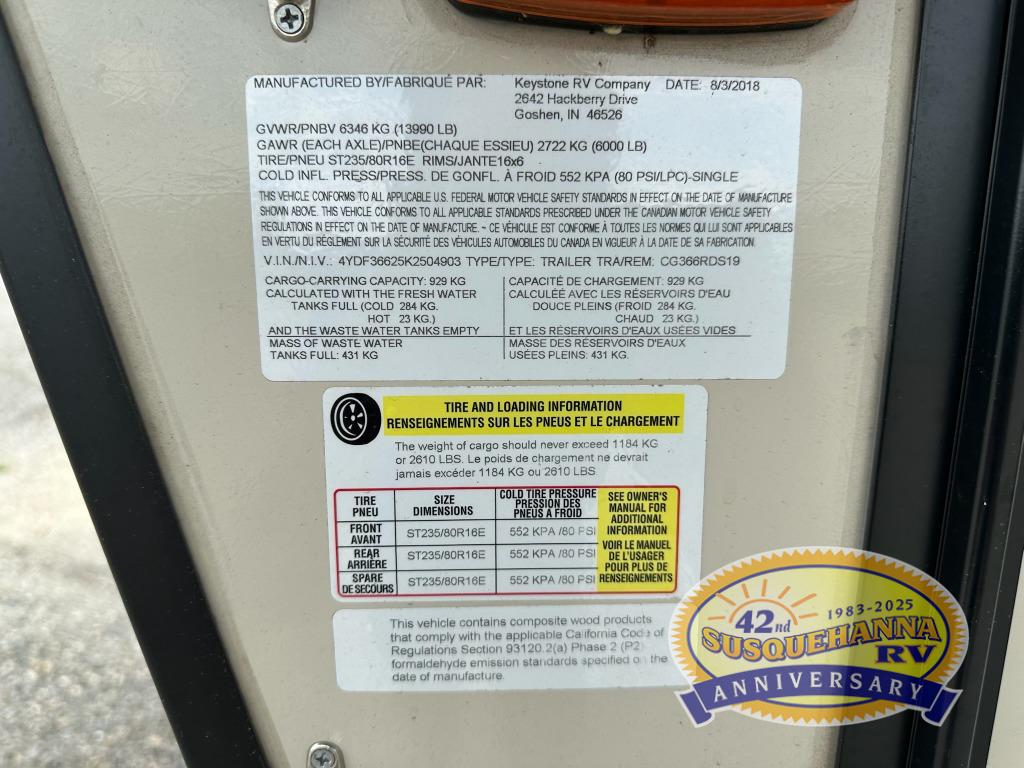 MANUFACTURED BY/FABRIQUÉ PAR: Keystone RV Company DATE: 8/3/2018
2642 Hackberry Drive
Goshen, IN 46526
GVWR/PNBV 6346 KG (13990 LB)
GAWR (EACH AXLE)/PNBE(CHAQUE ESSIEU) 2722 KG (6000 LB)
TIRE/PNEU ST235/80R16E RIMS/JANTE16x6
COLD INFL. PRESS/PRESS. DE GONFL. À FROID 552 KPA (80 PSI/LPC)-SINGLE
THIS VEHICLE CONFORMS TO ALL APPLICABLE U.S. FEDERAL MOTOR VEHICLE SAFETY STANDARDS IN EFFECT ON THE DATE OF MANUFACTURE
SHOWN ABOVE. THIS VEHICLE CONFORMS TO ALL APPLICABLE STANDARDS PRESCRIBED UNDER THE CANADIAN MOTOR VEHICLE SAFETY
REGULATIONS IN EFFECT ON THE DATE OF MANUFACTURE. ~ CE VÉHICULE EST CONFORME À TOUTES LES NORMES QUI LUI SONT APPLICABLES
EN VERTU DU RÉGLEMENT SUR LA SÉCURITÉ DES VÉHICULES AUTOMOBILES DU CANADA EN VIGUEUR À LA DATE DE SA FABRICATION.
V.I.N./N.I.V.: 4YDF36625K2504903 TYPE/TYPE: TRAILER TRA/REM: CG366RDS19
CARGO-CARRYING CAPACITY: 929 KG
CALCULATED WITH THE FRESH WATER
TANKS FULL (COLD 284 KG.
HOT 23 KG.)
AND THE WASTE WATER TANKS EMPTY
MASS OF WASTE WATER
TANKS FULL: 431 KG
CAPACITÉ DE CHARGEMENT: 929 KG
CALCULÉE AVEC LES RÉSERVOIRS D'EAU
DOUCE PLEINS (FROID 284 KG.
CHAUD 23 KG.)
ET LES RÉSERVOIRS D'EAUX USÉES VIDES
MASSE DES RÉSERVOIRS D'EAUX
USÉES PLEINS: 431 KG.
TIRE AND LOADING INFORMATION
RENSEIGNEMENTS SUR LES PNEUS ET LE CHARGEMENT
The weight of cargo should never exceed 1184 KG
or 2610 LBS. Le poids de chargement ne devrait
jamais excéder 1184 KG ou 2610 LBS.
TIRE
PNEU
SIZE
DIMENSIONS
COLD TIRE PRESSURE
PRESSION DES
PNEUS A FROID
FRONT
AVANT
ST235/80R16E
552 KPA /80 PSI
REAR
ARRIÈRE
ST235/80R16E
552 KPA /80 PSI
SPARE
DE SECOURS
ST235/80R16E
552 KPA /80 PSI
SEE OWNER'S
MANUAL FOR
ADDITIONAL
INFORMATION
VOIR LE MANUEL
DE L'USAGER
POUR PLUS DE
RENSEIGNEMENTS
This vehicle contains composite wood products
that comply with the applicable California Code of
Regulations Section 93120.2(a) Phase 2 (P2)
formaldehyde emission standards specified on the
date of manufacture.
42nd 1983-2025
SUSQUEHANNA
RV
ANNIVERSARY